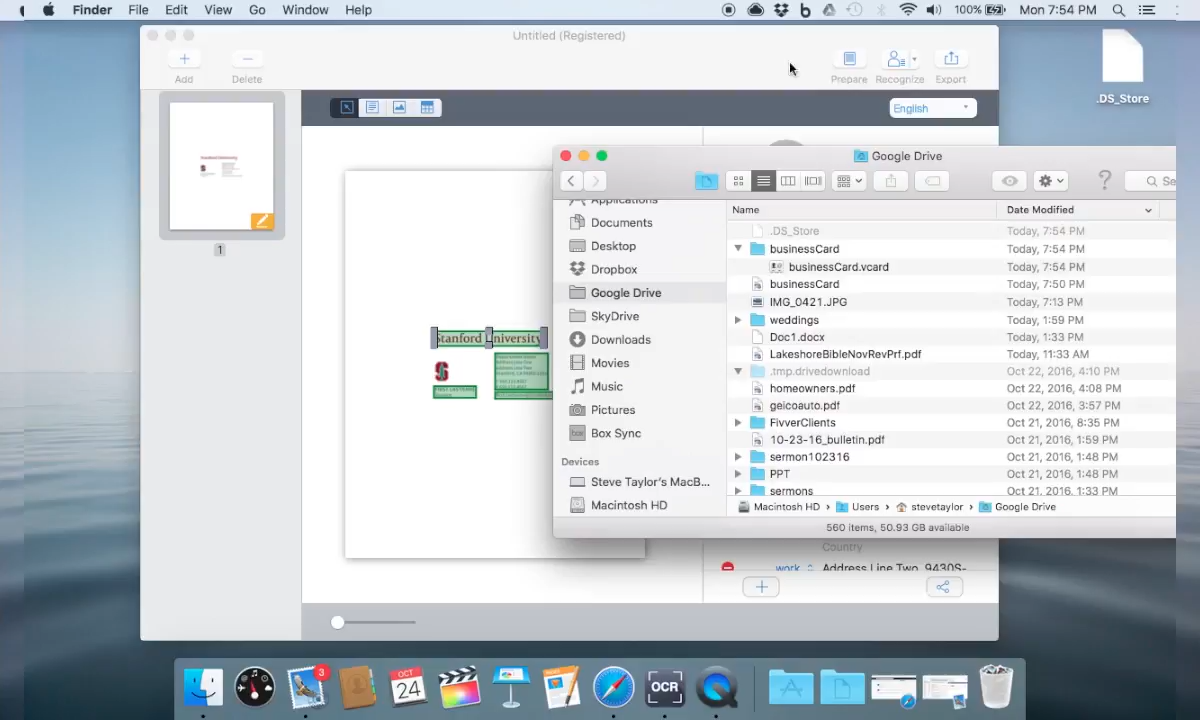 Finder File Edit View Go Window Help 100% Mon 7:54 PM
Untitled (Registered)
Add Delete Prepare Recognize Export
.DS_Store
English
1
Stanford University
Country
work Address Line Two, 9430S-
Google Drive
Applications
Documents
Desktop
Dropbox
Google Drive
SkyDrive
Downloads
Movies
Music
Pictures
Box Sync
Devices
Steve Taylor's MacB...
Macintosh HD
Name Date Modified
.DS_Store Today, 7:54 PM
businessCard Today, 7:54 PM
businessCard.vcard Today, 7:54 PM
businessCard Today, 7:50 PM
IMG_0421.JPG Today, 7:13 PM
weddings Today, 1:59 PM
Doc1.docx Today, 1:33 PM
LakeshoreBibleNovRevPrf.pdf Today, 11:33 AM
.tmp.drivedownload Oct 22, 2016, 4:10 PM
homeowners.pdf Oct 22, 2016, 4:08 PM
geicoauto.pdf Oct 22, 2016, 3:57 PM
FivverClients Oct 21, 2016, 8:35 PM
10-23-16_bulletin.pdf Oct 21, 2016, 1:59 PM
sermon102316 Oct 21, 2016, 1:48 PM
PPT Oct 21, 2016, 1:48 PM
sermons Oct 21, 2016, 1:33 PM
Macintosh HD › Users › stevetaylor › Google Drive
560 items, 50.93 GB available
3
OCT
24
OCR